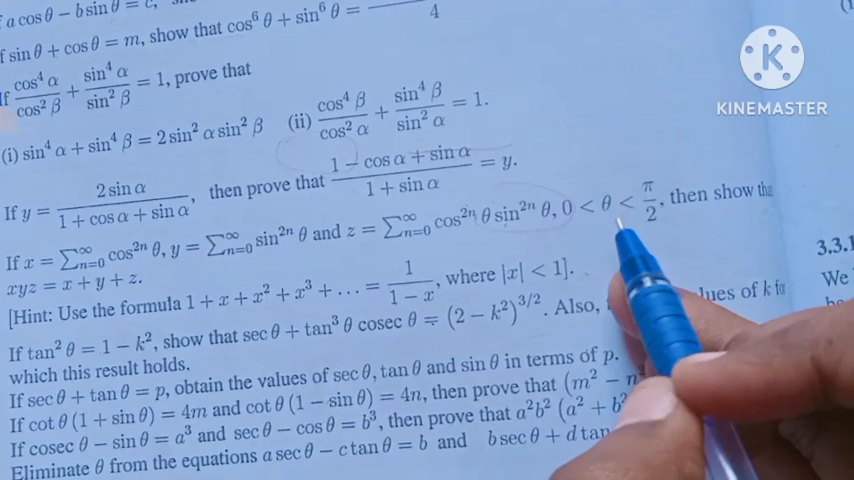 a cos θ − b sin θ = c,
If sin θ + cos θ = m, show that cos⁶ θ + sin⁶ θ = ――/4
If cos⁴ α/cos² β + sin⁴ α/sin² β = 1, prove that
(i) sin⁴ α + sin⁴ β = 2 sin² α sin² β (ii) cos⁴ β/cos² α + sin⁴ β/sin² α = 1.
If y = 2 sin α/(1 + cos α + sin α), then prove that (1 − cos α + sin α)/(1 + sin α) = y.
If x = ∑_{n=0}^{∞} cos²ⁿ θ, y = ∑_{n=0}^{∞} sin²ⁿ θ and z = ∑_{n=0}^{∞} cos²ⁿ θ sin²ⁿ θ, 0 < θ < π/2, then show that
xyz = x + y + z.
[Hint: Use the formula 1 + x + x² + x³ + … = 1/(1 − x), where |x| < 1].
If tan² θ = 1 − k², show that sec θ + tan³ θ cosec θ = (2 − k²)^{3/2}. Also, of k
which this result holds.
If sec θ + tan θ = p, obtain the values of sec θ, tan θ and sin θ in terms of p.
If cot θ (1 + sin θ) = 4m and cot θ (1 − sin θ) = 4n, then prove that (m² − n
If cosec θ − sin θ = a³ and sec θ − cos θ = b³, then prove that a²b² (a² + b²
Eliminate θ from the equations a sec θ − c tan θ = b and b sec θ + d tan
3.3.1
We
KINEMASTER